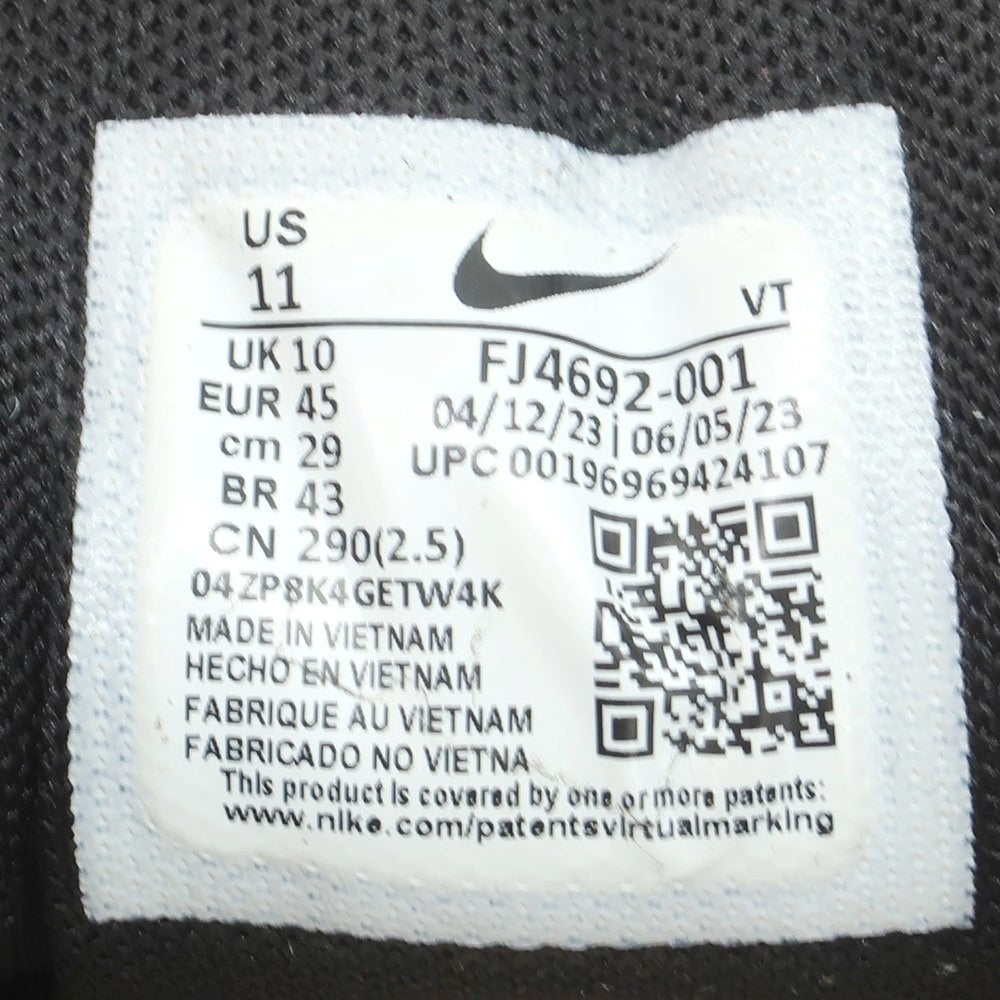 US
11
VT
UK 10
EUR 45
cm 29
BR 43
CN 290(2.5)
FJ4692-001
04/12/23 | 06/05/23
UPC 00196969424107
04ZP8K4GETW4K
MADE IN VIETNAM
HECHO EN VIETNAM
FABRIQUE AU VIETNAM
FABRICADO NO VIETNA
This product is covered by one or more patents:
www.nike.com/patentsvirtualmarking